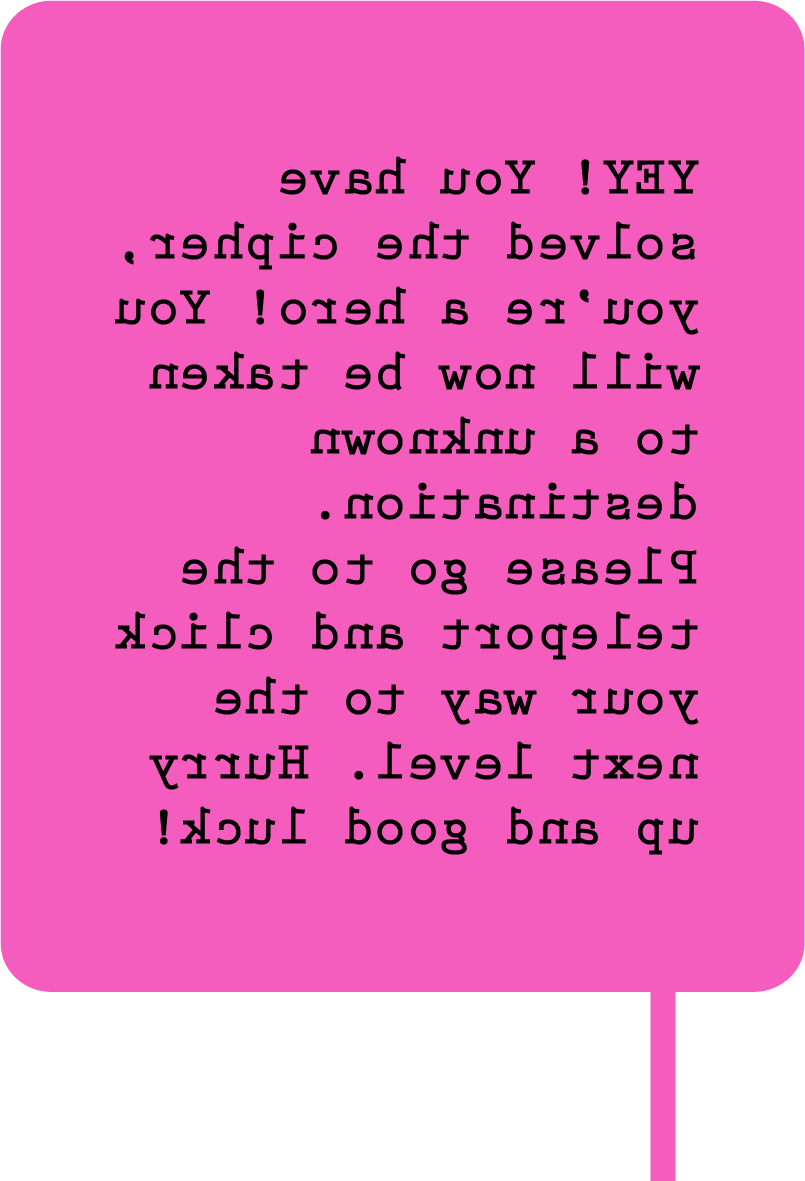 YEY! You have
solved the cipher,
you're a hero! You
will now be taken
to a unknown
destination.
Please go to the
teleport and click
your way to the
next level. Hurry
up and good luck!